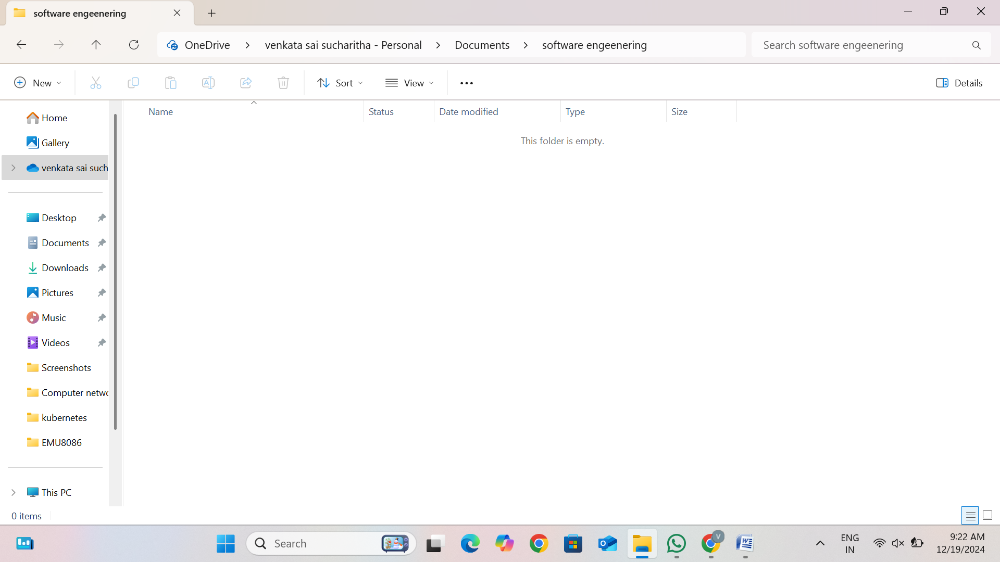 software engeenering
OneDrive > venkata sai sucharitha - Personal > Documents > software engeenering
Search software engeenering
New
Sort
View
Details
Name
Status
Date modified
Type
Size
This folder is empty.
Home
Gallery
venkata sai such
Desktop
Documents
Downloads
Pictures
Music
Videos
Screenshots
Computer netwo
kubernetes
EMU8086
This PC
0 items
Search
V
ENG
IN
9:22 AM
12/19/2024